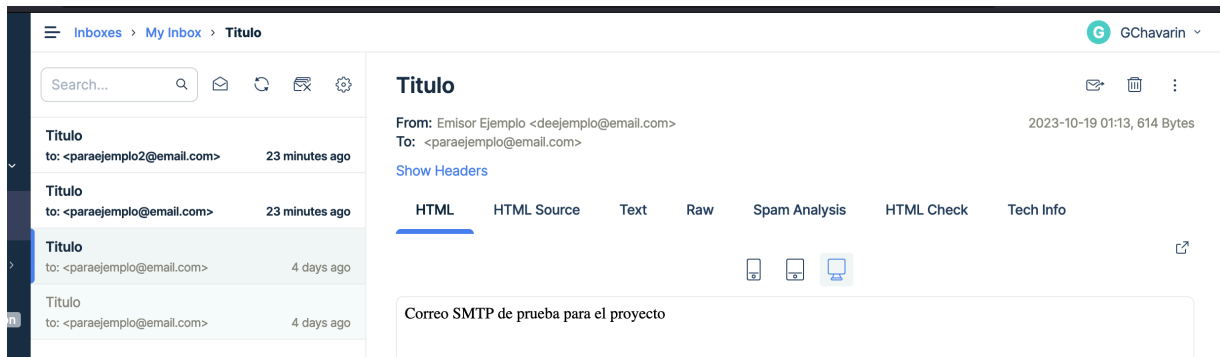 Inboxes > My Inbox > Titulo
G GChavarin
Search...
Titulo
to: <paraejemplo2@email.com> 23 minutes ago
Titulo
to: <paraejemplo@email.com> 23 minutes ago
Titulo
to: <paraejemplo@email.com> 4 days ago
Titulo
to: <paraejemplo@email.com> 4 days ago
Titulo
From: Emisor Ejemplo <deejemplo@email.com> 2023-10-19 01:13, 614 Bytes
To: <paraejemplo@email.com>
Show Headers
HTML HTML Source Text Raw Spam Analysis HTML Check Tech Info
Correo SMTP de prueba para el proyecto